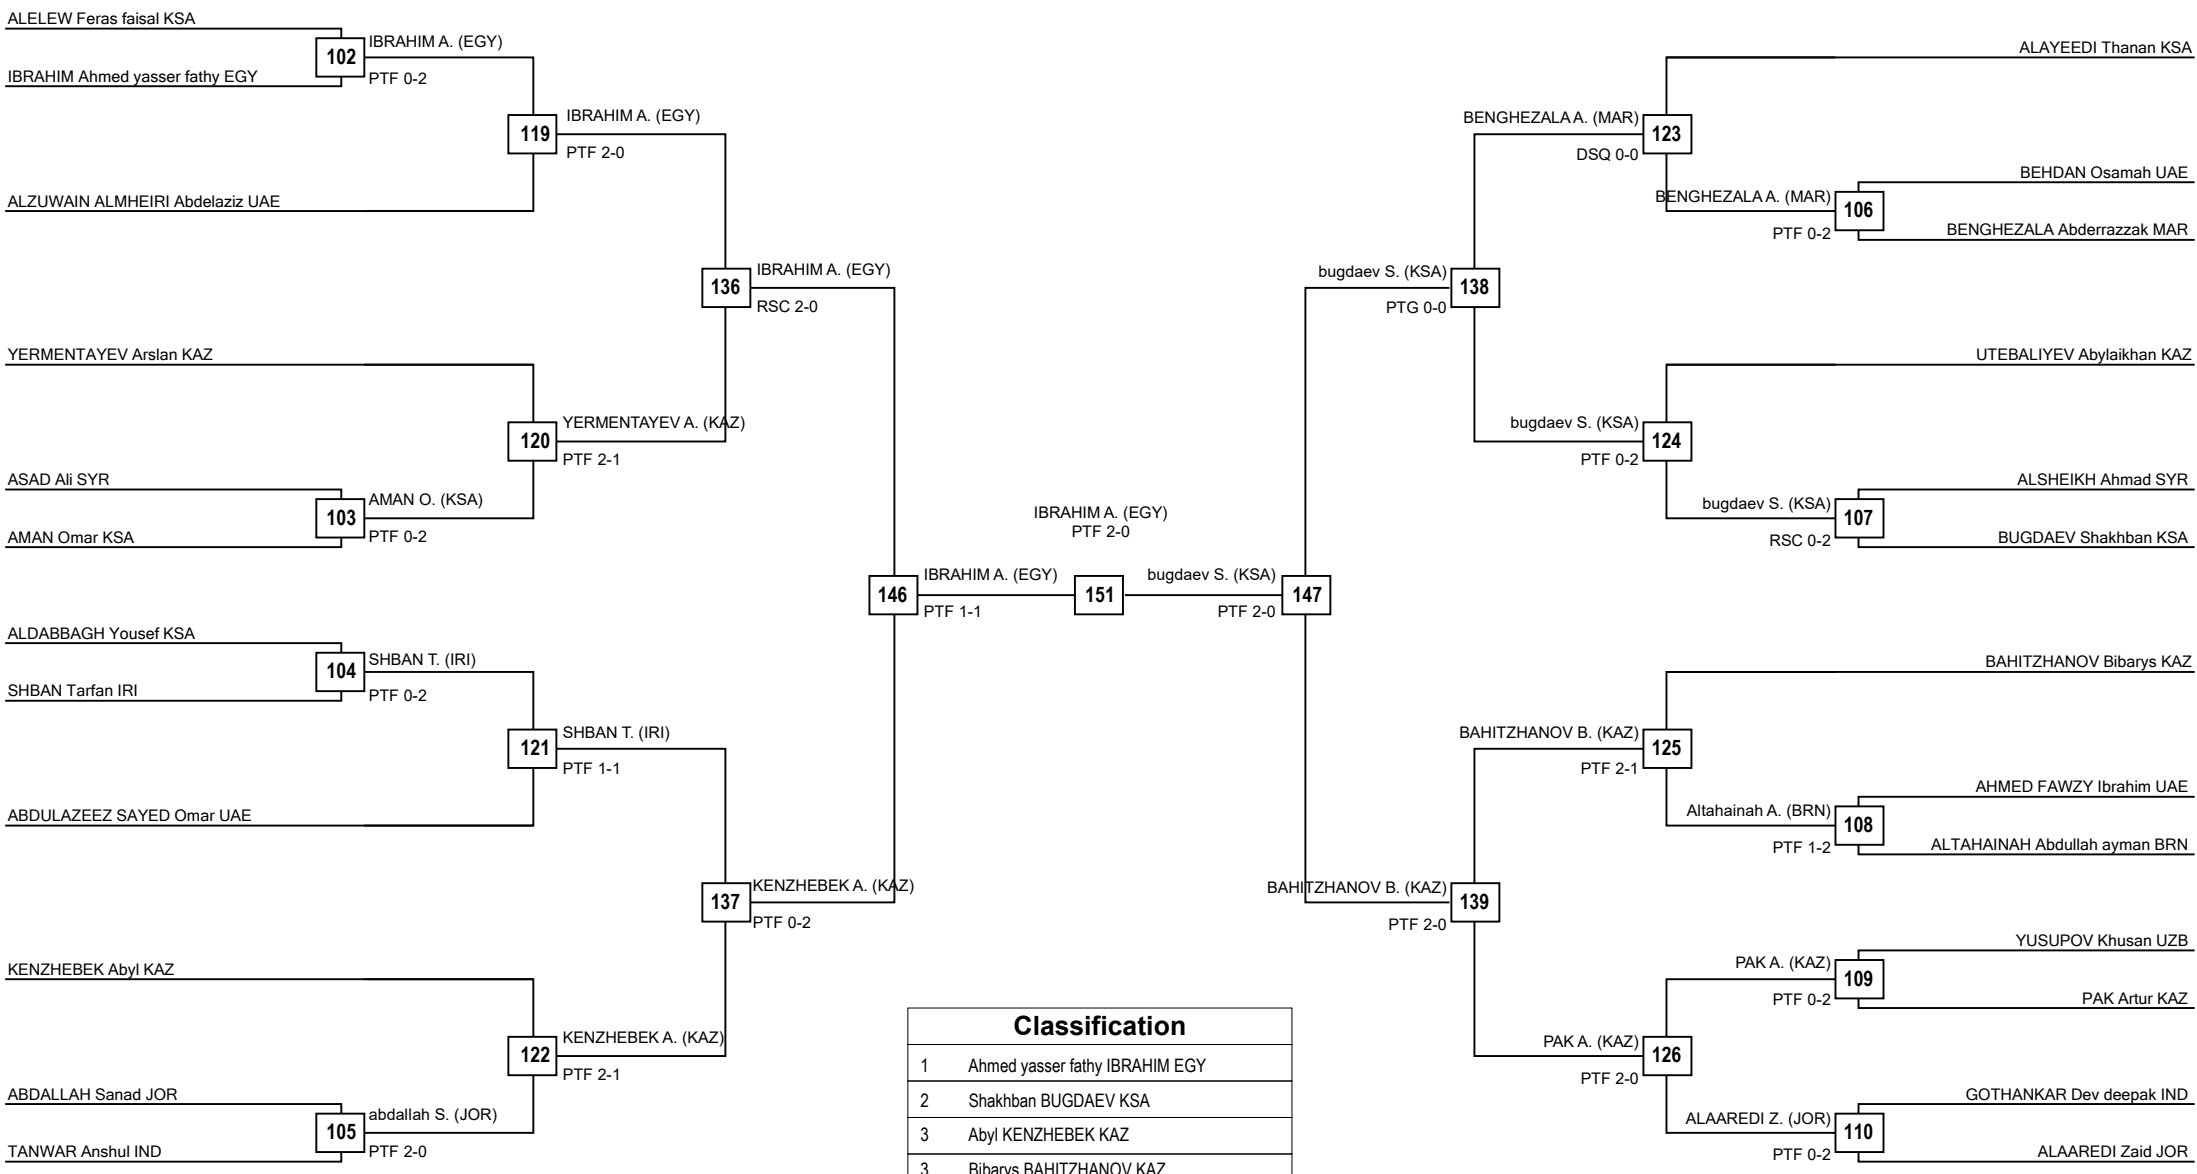 ALELEW Feras faisal KSA
102
IBRAHIM A. (EGY)
PTF 0-2
IBRAHIM Ahmed yasser fathy EGY
119
IBRAHIM A. (EGY)
PTF 2-0
ALZUWAIN ALMHEIRI Abdelaziz UAE
136
IBRAHIM A. (EGY)
RSC 2-0
YERMENTAYEV Arslan KAZ
120
YERMENTAYEV A. (KAZ)
PTF 2-1
ASAD Ali SYR
103
AMAN O. (KSA)
PTF 0-2
AMAN Omar KSA
146
IBRAHIM A. (EGY)
PTF 1-1
ALDABBAGH Yousef KSA
104
SHBAN T. (IRI)
PTF 0-2
SHBAN Tarfan IRI
121
SHBAN T. (IRI)
PTF 1-1
ABDULAZEEZ SAYED Omar UAE
137
KENZHEBEK A. (KAZ)
PTF 0-2
KENZHEBEK Abyl KAZ
122
KENZHEBEK A. (KAZ)
PTF 2-1
ABDALLAH Sanad JOR
105
abdallah S. (JOR)
PTF 2-0
TANWAR Anshul IND
IBRAHIM A. (EGY)
PTF 2-0
151
ALAYEEDI Thanan KSA
BENGHEZALA A. (MAR)
123
DSQ 0-0
BEHDAN Osamah UAE
BENGHEZALA A. (MAR)
106
PTF 0-2
BENGHEZALA Abderrazzak MAR
bugdaev S. (KSA)
138
PTG 0-0
UTEBALIYEV Abylaikhan KAZ
bugdaev S. (KSA)
124
PTF 0-2
ALSHEIKH Ahmad SYR
bugdaev S. (KSA)
107
RSC 0-2
BUGDAEV Shakhban KSA
bugdaev S. (KSA)
147
PTF 2-0
BAHITZHANOV Bibarys KAZ
BAHITZHANOV B. (KAZ)
125
PTF 2-1
AHMED FAWZY Ibrahim UAE
Altahainah A. (BRN)
108
PTF 1-2
ALTAHAINAH Abdullah ayman BRN
BAHITZHANOV B. (KAZ)
139
PTF 2-0
YUSUPOV Khusan UZB
PAK A. (KAZ)
109
PTF 0-2
PAK Artur KAZ
PAK A. (KAZ)
126
PTF 2-0
GOTHANKAR Dev deepak IND
ALAAREDI Z. (JOR)
110
PTF 0-2
ALAAREDI Zaid JOR
Classification
1 Ahmed yasser fathy IBRAHIM EGY
2 Shakhban BUGDAEV KSA
3 Abyl KENZHEBEK KAZ
3 Bibarys BAHITZHANOV KAZ